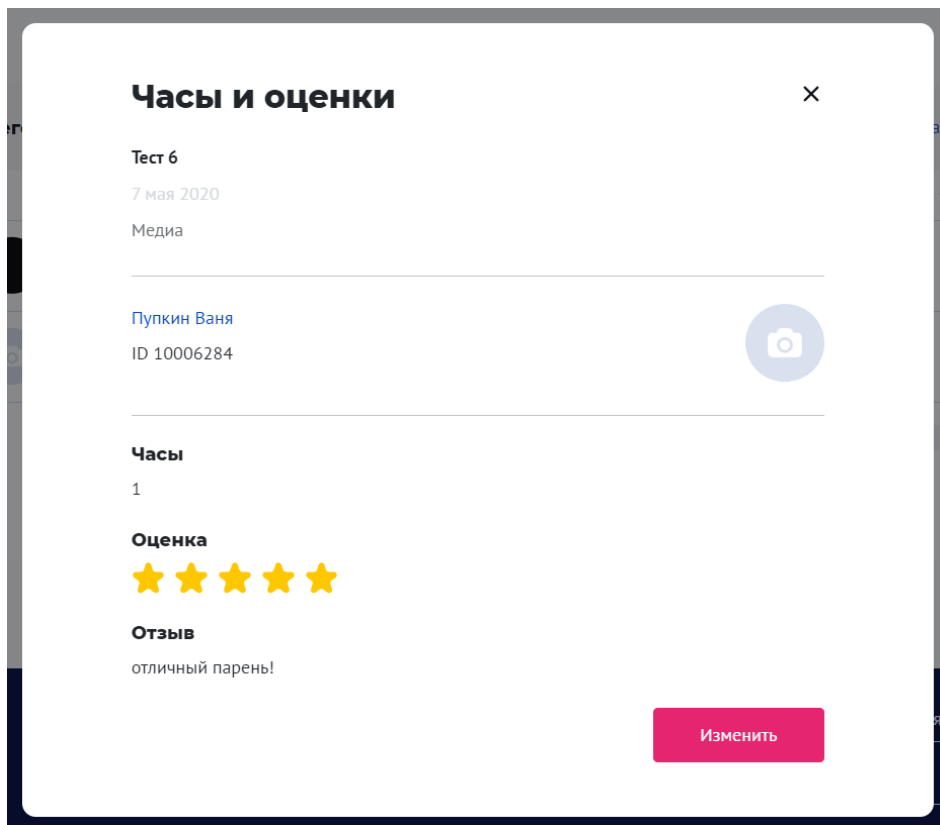 Часы и оценки
Тест 6
7 мая 2020
Медиа
Пупкин Ваня
ID 10006284
Часы
1
Оценка
Отзыв
отличный парень!
Изменить